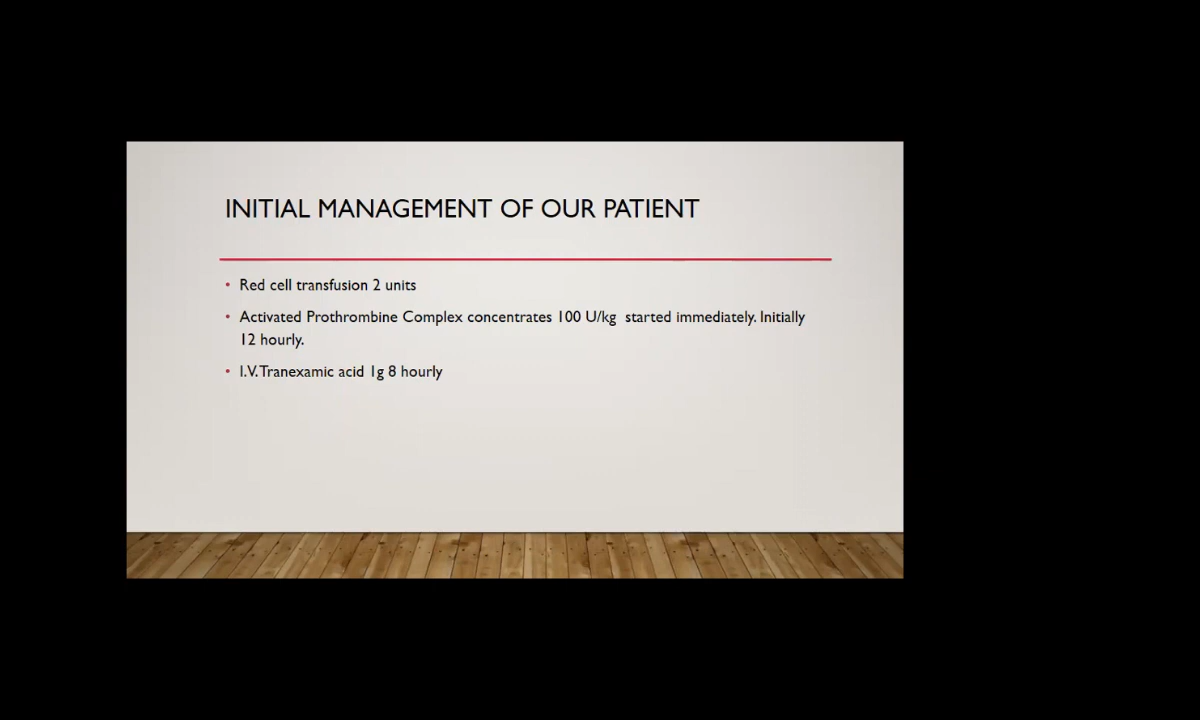 INITIAL MANAGEMENT OF OUR PATIENT
• Red cell transfusion 2 units
• Activated Prothrombine Complex concentrates 100 U/kg started immediately. Initially
12 hourly.
• I.V. Tranexamic acid 1g 8 hourly